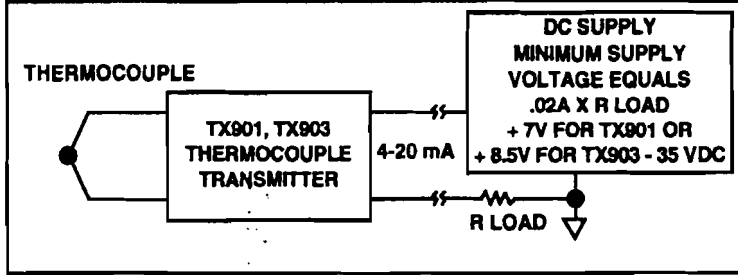 DC SUPPLY
MINIMUM SUPPLY
VOLTAGE EQUALS
.02A X R LOAD
+ 7V FOR TX901 OR
+ 8.5V FOR TX903 - 35 VDC
THERMOCOUPLE
TX901, TX903
THERMOCOUPLE
TRANSMITTER
4-20 mA
R LOAD